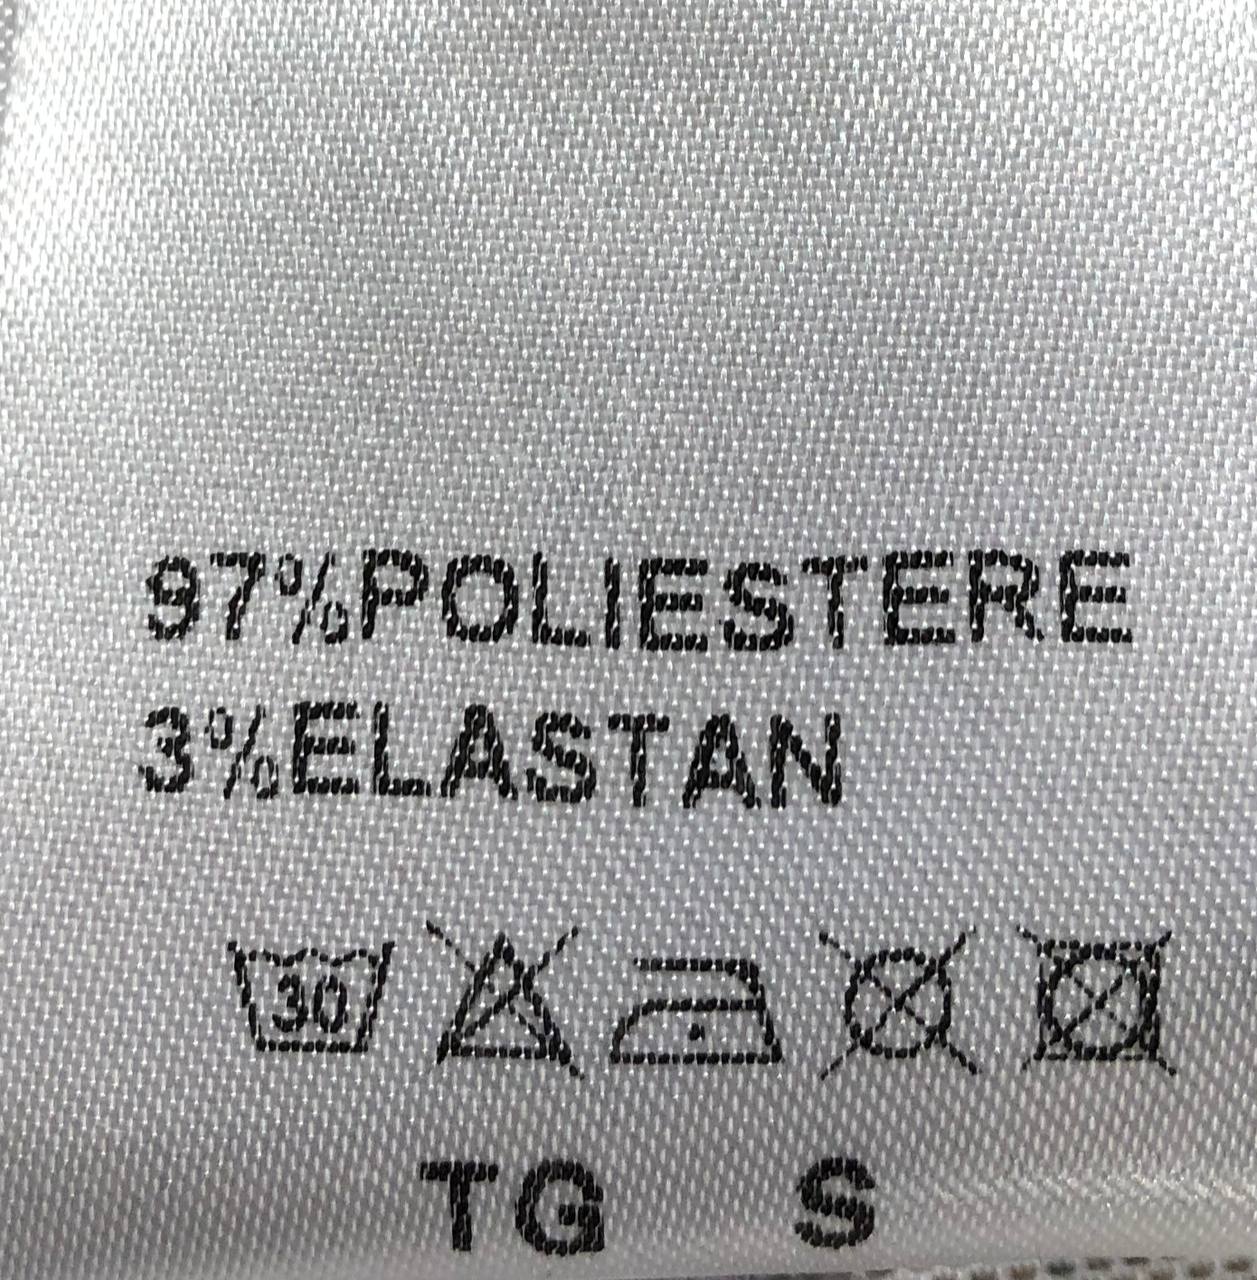 97%POLIESTERE
3%ELASTAN
30
TG S